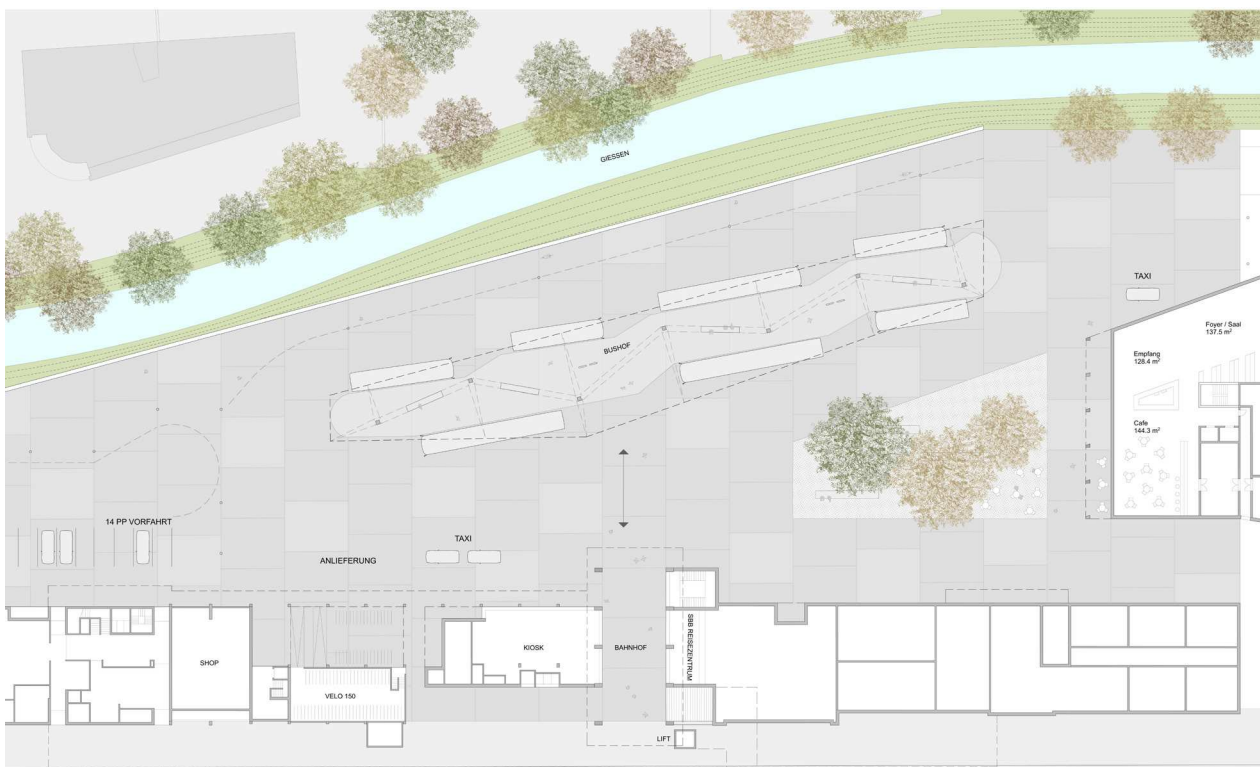 GIESSEN
BUSHOF
TAXI
Foyer / Saal
137.5 m²
Empfang
128.4 m²
Cafe
144.3 m²
14 PP VORFAHRT
ANLIEFERUNG
TAXI
SHOP
VELO 150
KIOSK
BAHNHOF
SBB REISEZENTRUM
LIFT